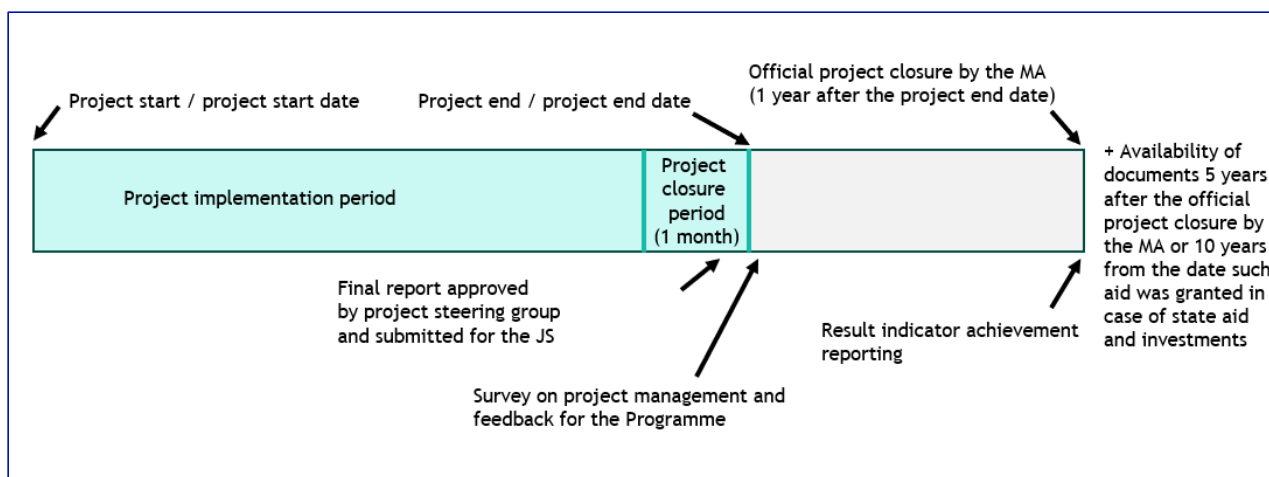 Project start / project start date
Project end / project end date
Official project closure by the MA
(1 year after the project end date)
Project implementation period
Project
closure
period
(1 month)
+ Availability of
documents 5 years
after the official
project closure by
the MA or 10 years
from the date such
aid was granted in
case of state aid
and investments
Final report approved
by project steering group
and submitted for the JS
Result indicator achievement
reporting
Survey on project management and
feedback for the Programme